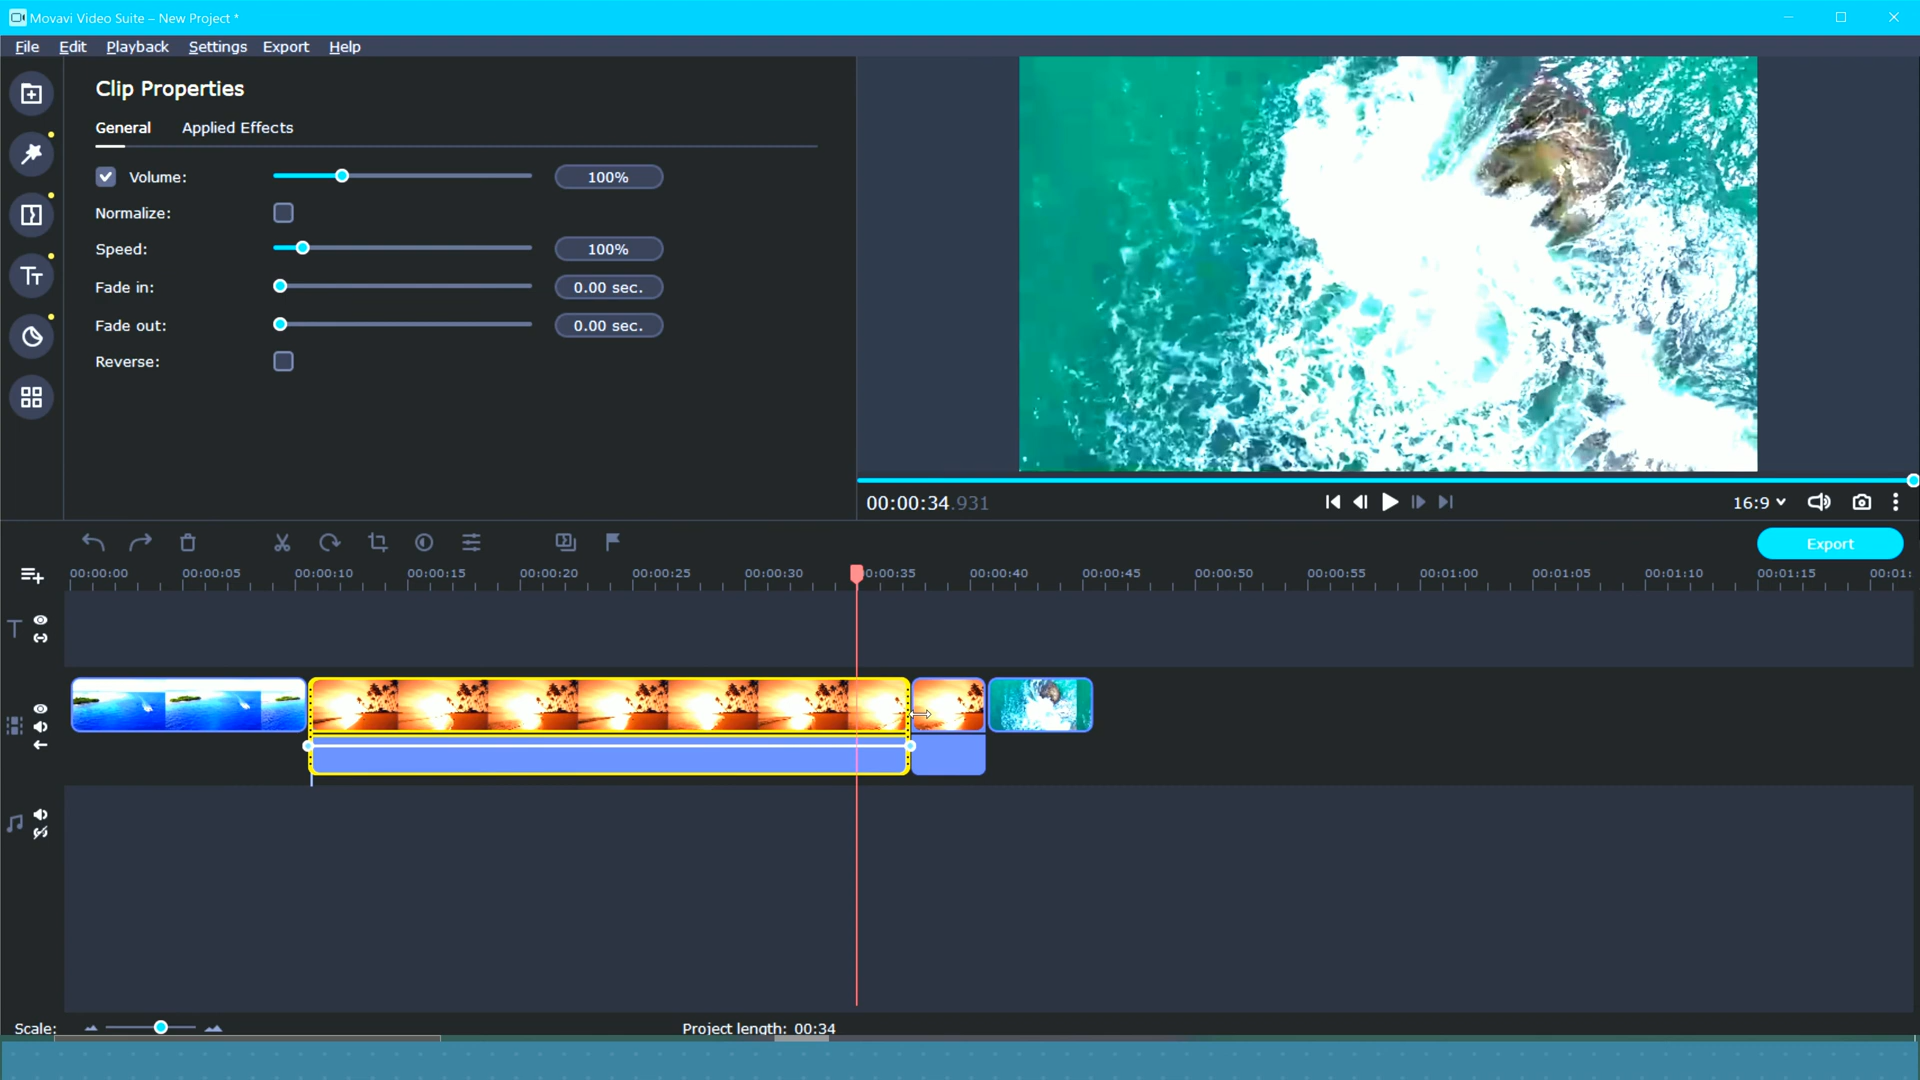 Movavi Video Suite – New Project *
File Edit Playback Settings Export Help
Clip Properties
General Applied Effects
Volume: 100%
Normalize:
Speed: 100%
Fade in: 0.00 sec.
Fade out: 0.00 sec.
Reverse:
00:00:34.931
16:9
Export
00:00:00 00:00:05 00:00:10 00:00:15 00:00:20 00:00:25 00:00:30 00:00:35 00:00:40 00:00:45 00:00:50 00:00:55 00:01:00 00:01:05 00:01:10 00:01:15 00:01:
Scale: Project length: 00:34